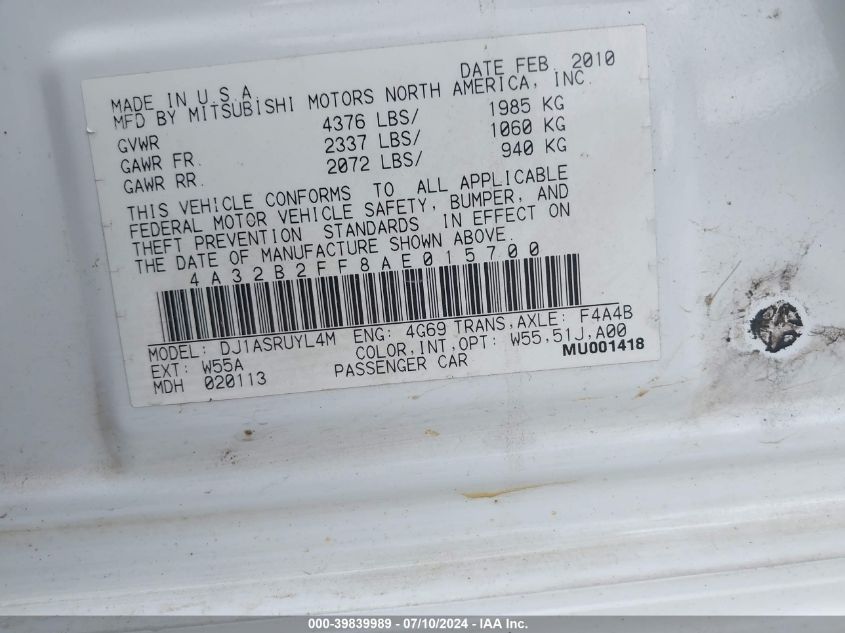 DATE FEB. 2010
MADE IN U.S.A.
MFD BY MITSUBISHI MOTORS NORTH AMERICA, INC.
GVWR 4376 LBS/ 1985 KG
GAWR FR. 2337 LBS/ 1060 KG
GAWR RR. 2072 LBS/ 940 KG
THIS VEHICLE CONFORMS TO ALL APPLICABLE
FEDERAL MOTOR VEHICLE SAFETY, BUMPER, AND
THEFT PREVENTION STANDARDS IN EFFECT ON
THE DATE OF MANUFACTURE SHOWN ABOVE.
4A32B2FF8AE015700
MODEL: DJ1ASRUYL4M ENG: 4G69 TRANS,AXLE: F4A4B
EXT: W55A COLOR,INT,OPT: W55,51J,A00
MDH 020113 PASSENGER CAR MU001418
000-39839989 - 07/10/2024 - IAA Inc.